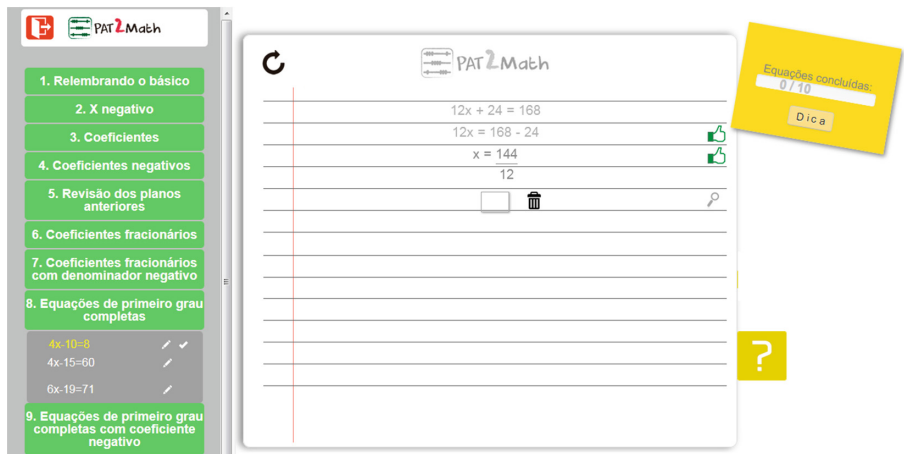 PAT2Math
1. Relembrando o básico
2. X negativo
3. Coeficientes
4. Coeficientes negativos
5. Revisão dos planos
anteriores
6. Coeficientes fracionários
7. Coeficientes fracionários
com denominador negativo
8. Equações de primeiro grau
completas
4x-10=8
4x-15=60
6x-19=71
9. Equações de primeiro grau
completas com coeficiente
negativo
PAT2Math
12x + 24 = 168
12x = 168 - 24
x = 144
12
Equações concluídas:
0 / 10
Dica
?